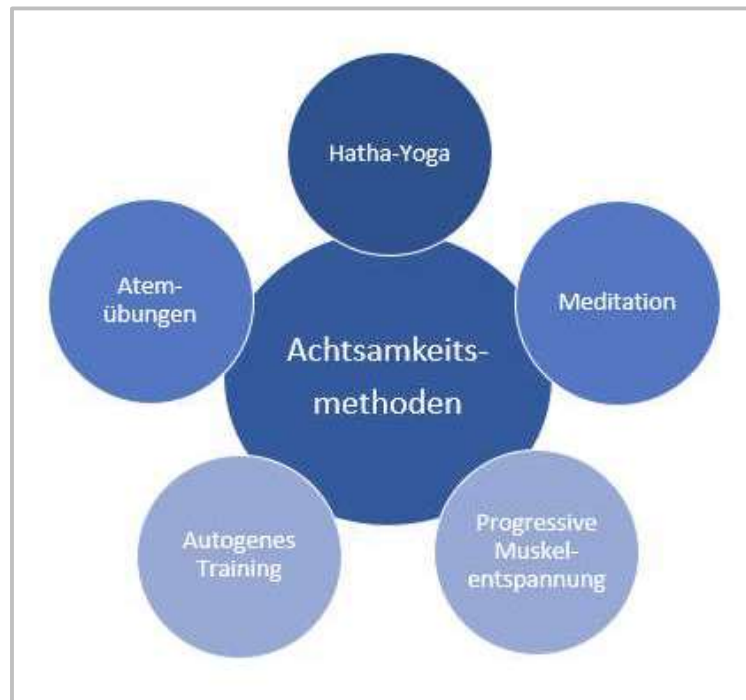 Hatha-Yoga
Atem-
übungen
Meditation
Achtsamkeits-
methoden
Autogenes
Training
Progressive
Muskel-
entspannung